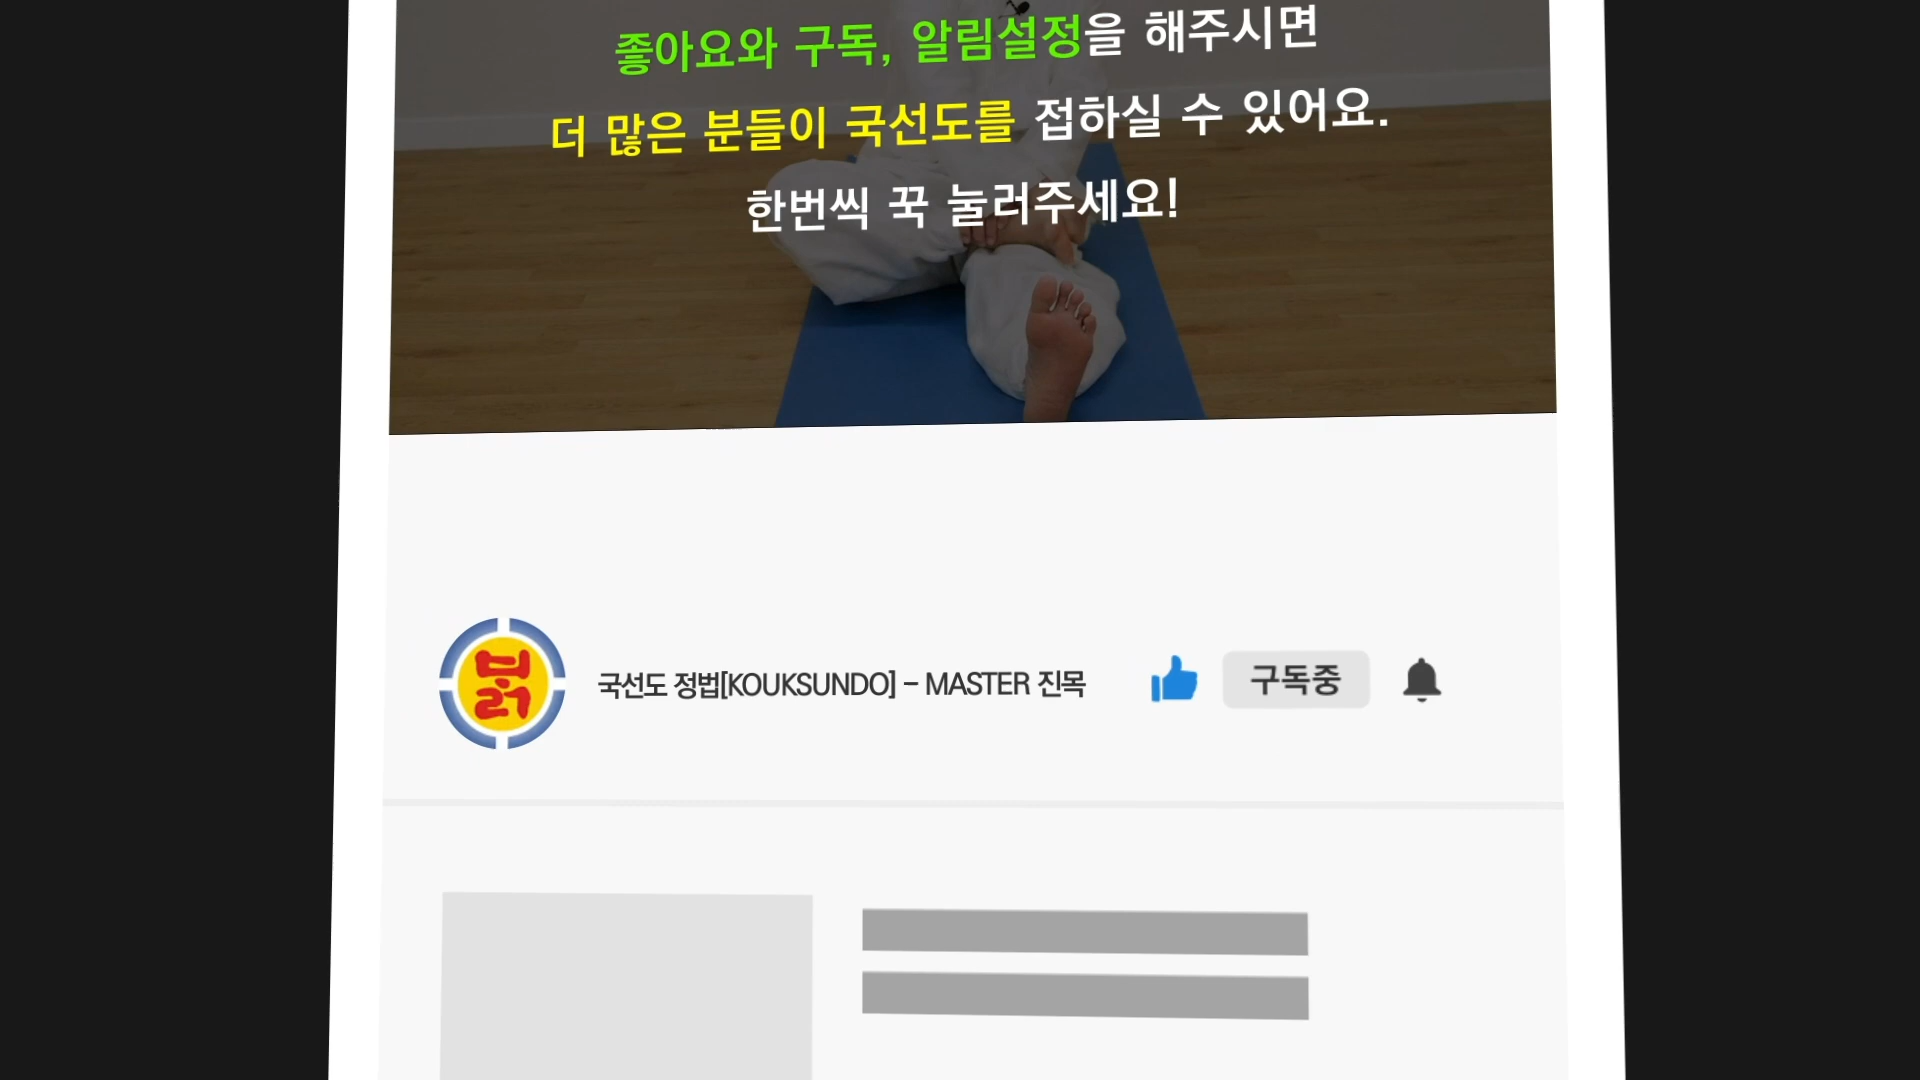 좋아요와 구독, 알림설정을 해주시면
더 많은 분들이 국선도를 접하실 수 있어요.
한번씩 꾹 눌러주세요!
국선도 정법[KOUKSUNDO] - MASTER 진목
구독중